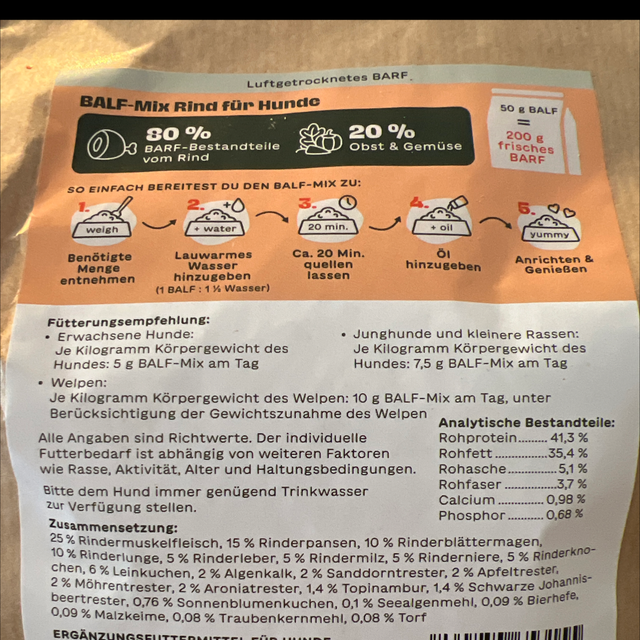 Luftgetrocknetes BARF
BALF-Mix Rind für Hunde
80 %
BARF-Bestandteile
vom Rind
20 %
Obst & Gemüse
50 g BALF
=
200 g
frisches
BARF
SO EINFACH BEREITEST DU DEN BALF-MIX ZU:
1.
weigh
Benötigte
Menge
entnehmen
2.
+ water
Lauwarmes
Wasser
hinzugeben
(1 BALF : 1 ½ Wasser)
3.
20 min.
Ca. 20 Min.
quellen
lassen
4.
+ oil
Öl
hinzugeben
5.
yummy
Anrichten &
Genießen
Fütterungsempfehlung:
• Erwachsene Hunde:
Je Kilogramm Körpergewicht des
Hundes: 5 g BALF-Mix am Tag
• Junghunde und kleinere Rassen:
Je Kilogramm Körpergewicht des
Hundes: 7,5 g BALF-Mix am Tag
• Welpen:
Je Kilogramm Körpergewicht des Welpen: 10 g BALF-Mix am Tag, unter
Berücksichtigung der Gewichtszunahme des Welpen
Alle Angaben sind Richtwerte. Der individuelle
Futterbedarf ist abhängig von weiteren Faktoren
wie Rasse, Aktivität, Alter und Haltungsbedingungen.
Bitte dem Hund immer genügend Trinkwasser
zur Verfügung stellen.
Analytische Bestandteile:
Rohprotein......... 41,3 %
Rohfett................35,4 %
Rohasche............. 5,1 %
Rohfaser..............3,7 %
Calcium ............. 0,98 %
Phosphor ........... 0,68 %
Zusammensetzung:
25 % Rindermuskelfleisch, 15 % Rinderpansen, 10 % Rinderblättermagen,
10 % Rinderlunge, 5 % Rinderleber, 5 % Rindermilz, 5 % Rinderniere, 5 % Rinderkno-
chen, 6 % Leinkuchen, 2 % Algenkalk, 2 % Sanddorntrester, 2 % Apfeltrester,
2 % Möhrentrester, 2 % Aroniatrester, 1,4 % Topinambur, 1,4 % Schwarze Johannis-
beertrester, 0,76 % Sonnenblumenkuchen, 0,1 % Seealgenmehl, 0,09 % Bierhefe,
0,09 % Malzkeime, 0,08 % Traubenkernmehl, 0,08 % Torf
ERGÄNZUNGSFUTTERMITTEL FÜR HUNDE